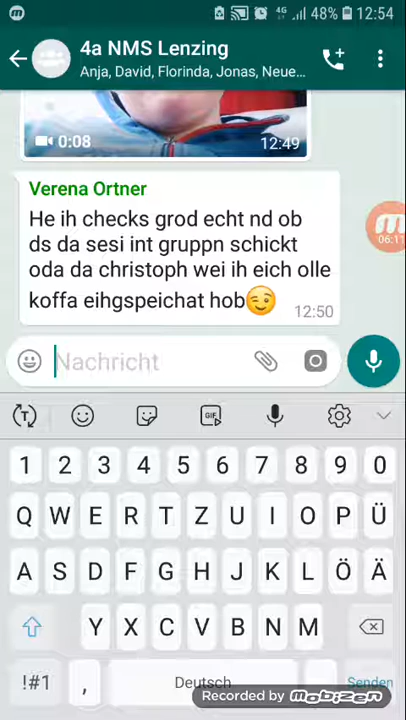 48% 12:54
4a NMS Lenzing
Anja, David, Florinda, Jonas, Neue...
0:08
12:49
Verena Ortner
He ih checks grod echt nd ob
ds da sesi int gruppn schickt
oda da christoph wei ih eich olle
koffa eihgspeichat hob😉
12:50
06:11
Nachricht
T
GIF
1 2 3 4 5 6 7 8 9 0
Q W E R T Z U I O P Ü
A S D F G H J K L Ö Ä
Y X C V B N M
!#1 , Deutsch Senden
Recorded by Mobizen